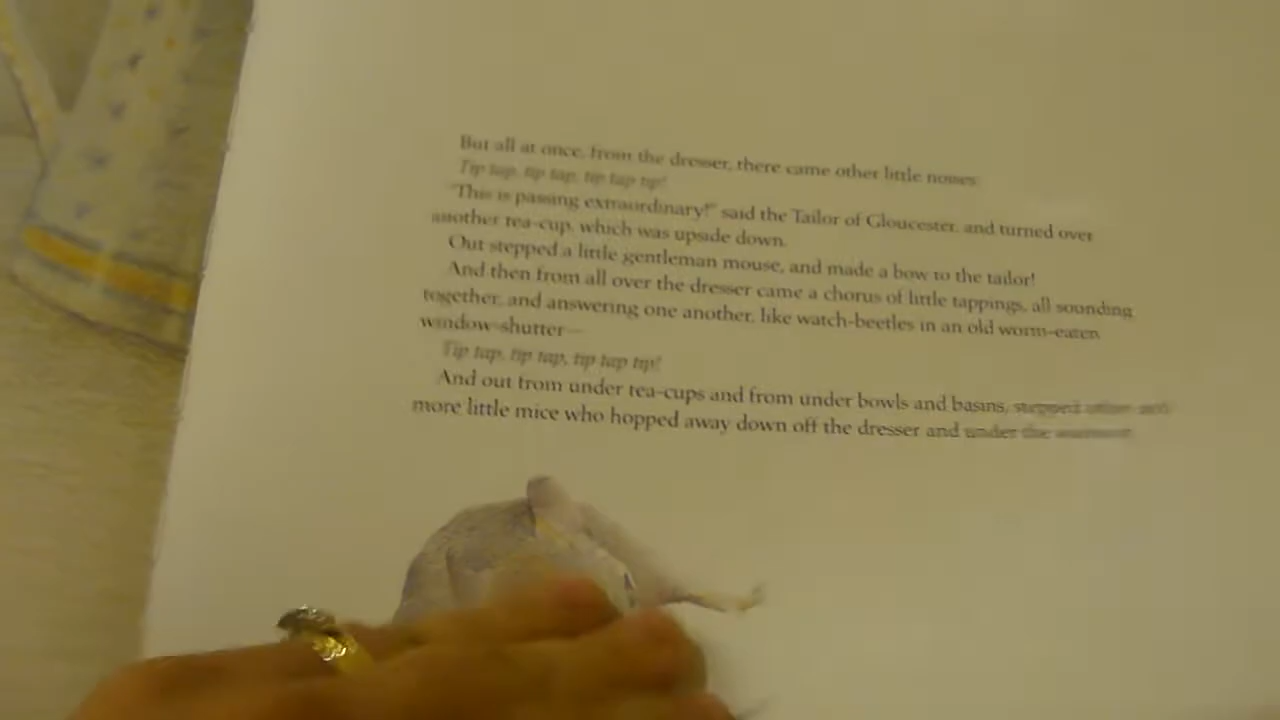 But all at once, from the dresser, there came other little noises:
Tip tap, tip tap, tip tap tip!
"This is passing extraordinary!" said the Tailor of Gloucester, and turned over
another tea-cup, which was upside down.
Out stepped a little gentleman mouse, and made a bow to the tailor!
And then from all over the dresser came a chorus of little tappings, all sounding
together, and answering one another, like watch-beetles in an old worm-eaten
window-shutter—
Tip tap, tip tap, tip tap tip!
And out from under tea-cups and from under bowls and basins, stepped other
more little mice who hopped away down off the dresser and under the